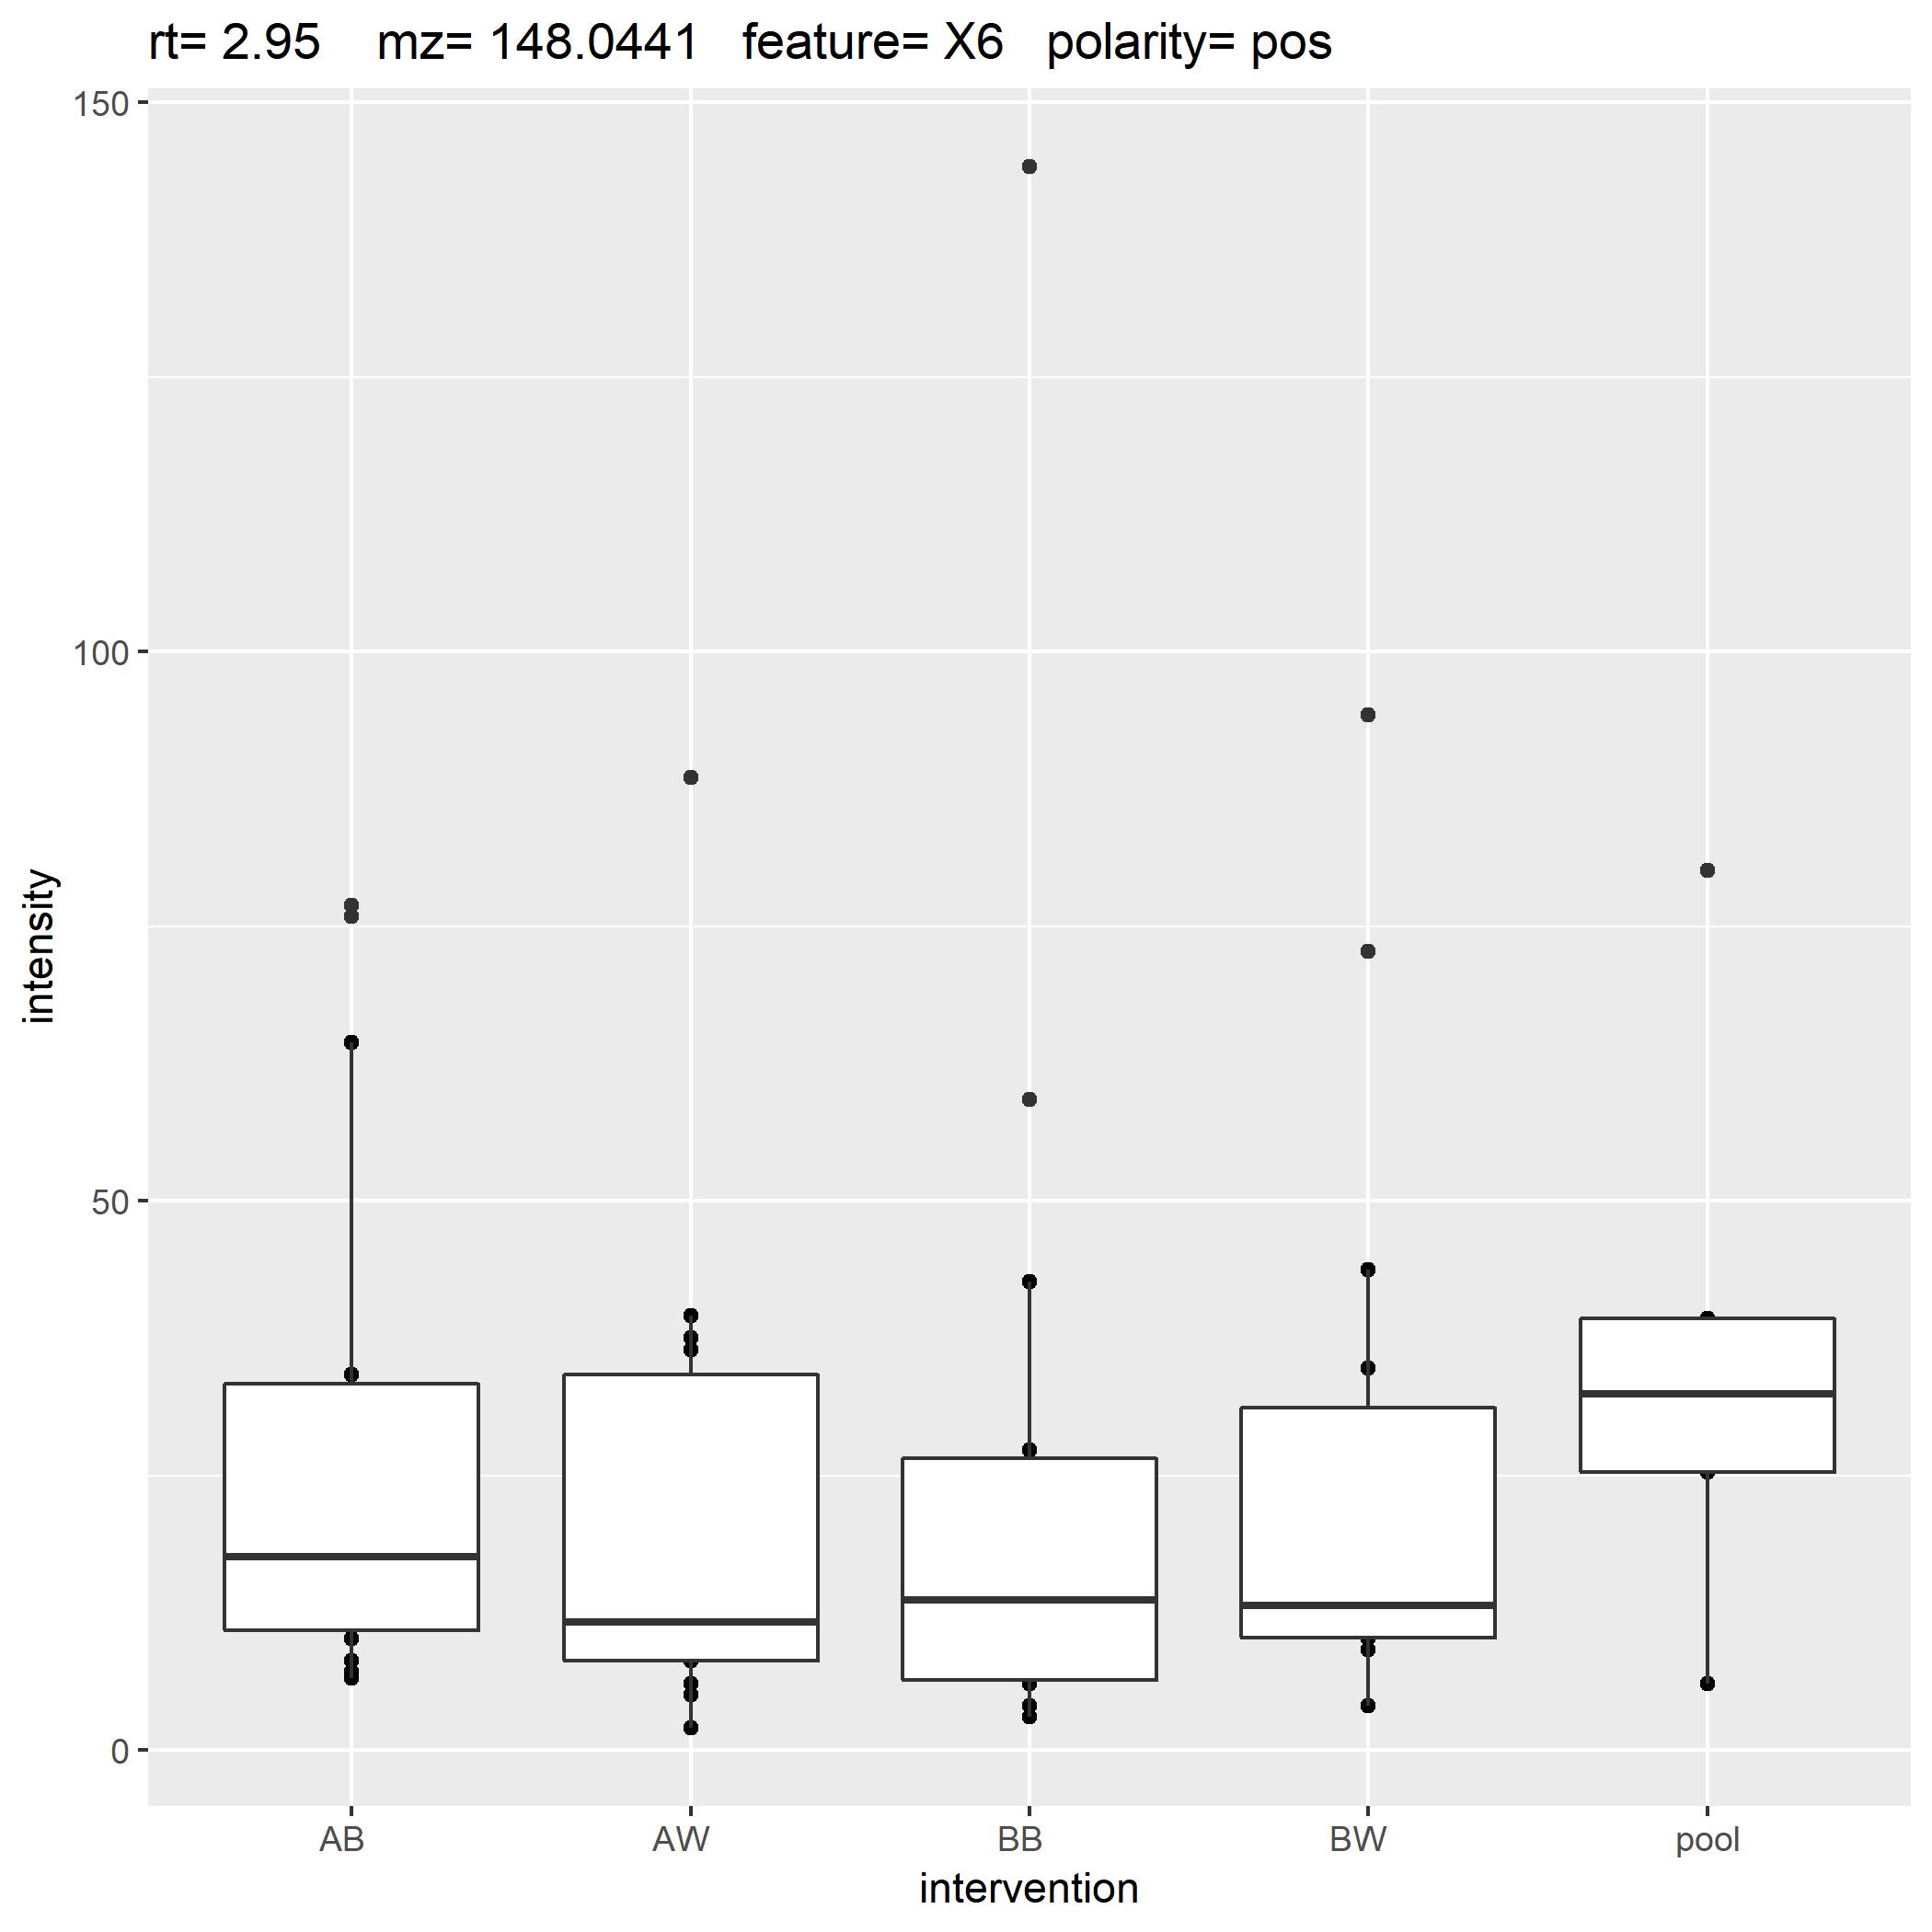 rt= 2.95    mz= 148.0441   feature= X6   polarity= pos
150
100
50
0
intensity
AB AW BB BW pool
intervention